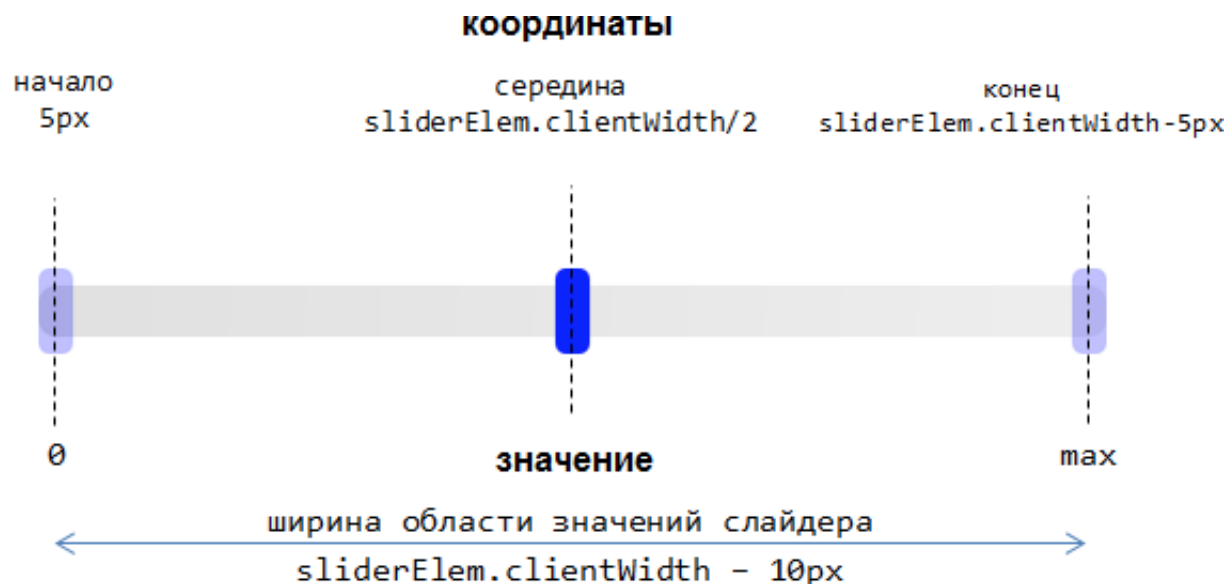 координаты
начало
5px
середина
sliderElem.clientWidth/2
конец
sliderElem.clientWidth-5px
0
значение
max
ширина области значений слайдера
sliderElem.clientWidth – 10px